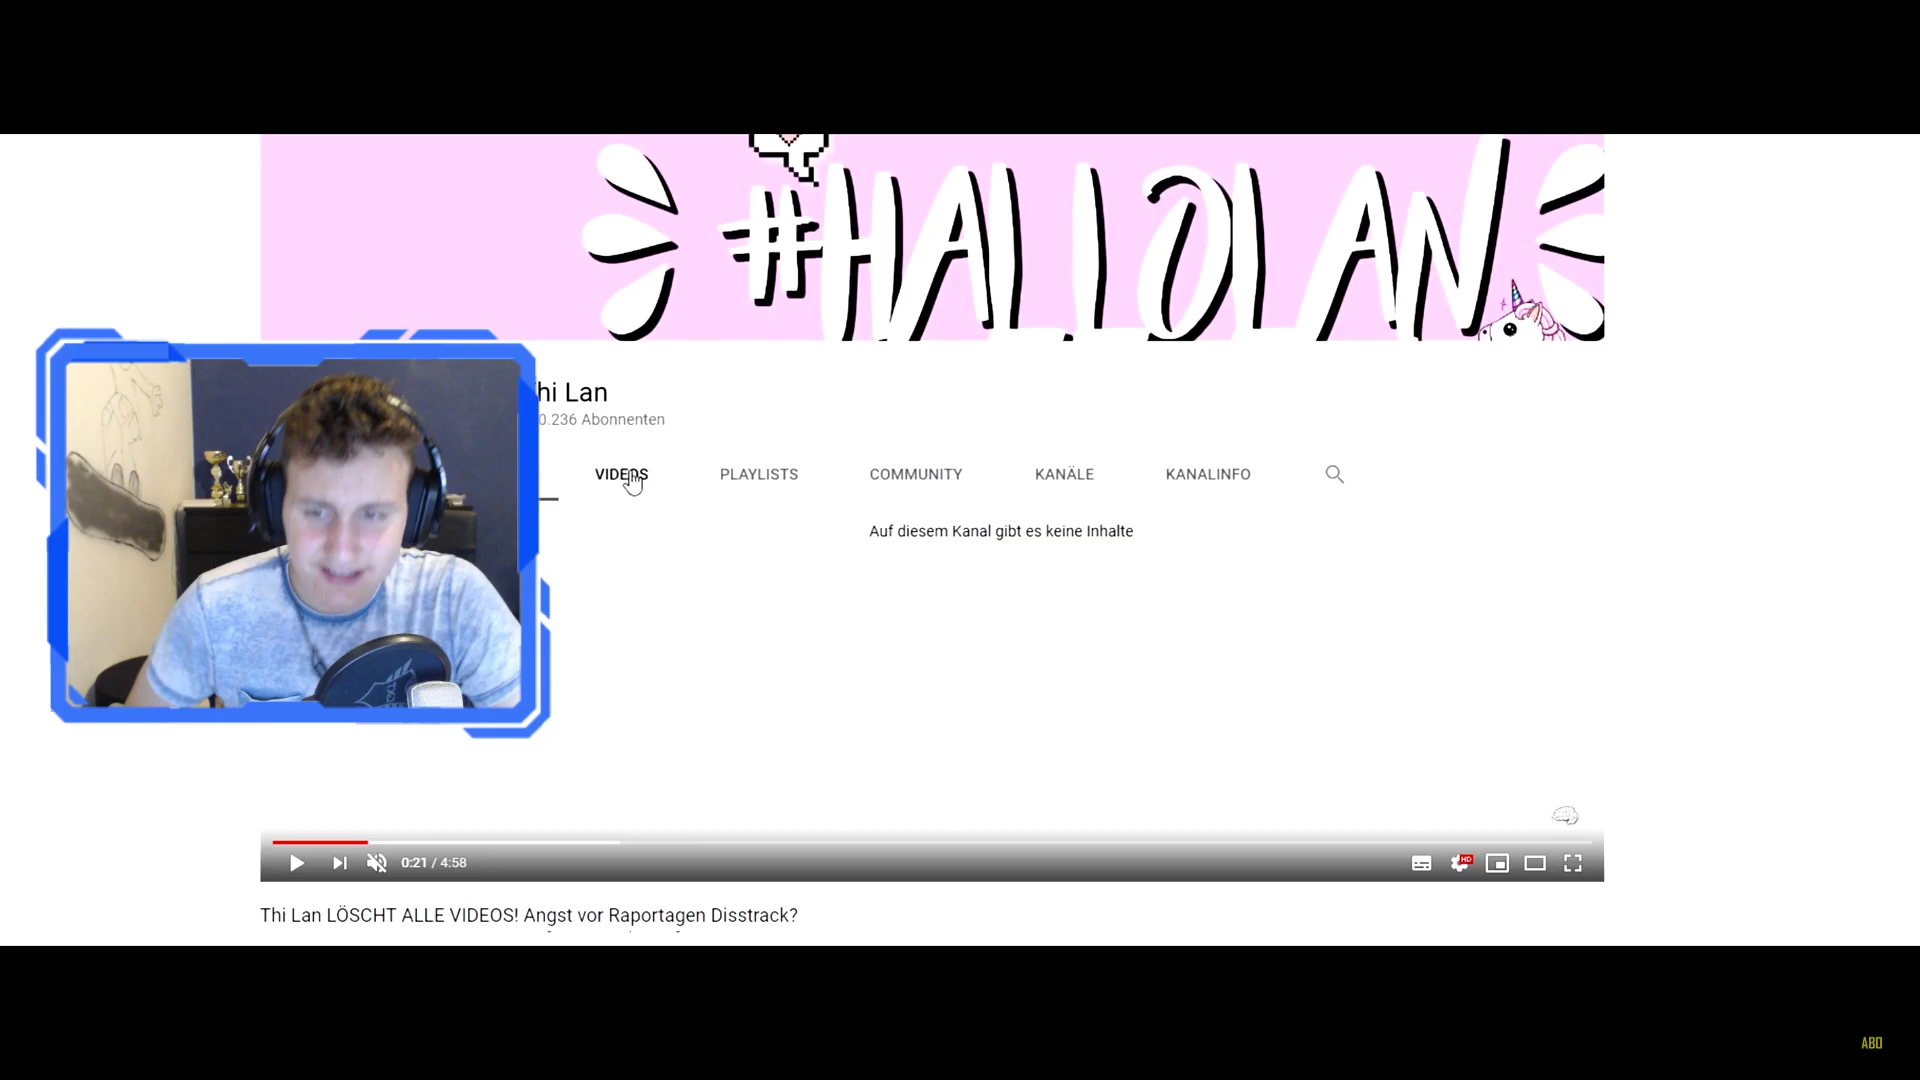 #HALLOLAN
hi Lan
0.236 Abonnenten
VIDEOS
PLAYLISTS
COMMUNITY
KANÄLE
KANALINFO
Auf diesem Kanal gibt es keine Inhalte
0:21 / 4:58
HD
Thi Lan LÖSCHT ALLE VIDEOS! Angst vor Raportagen Disstrack?
ABO